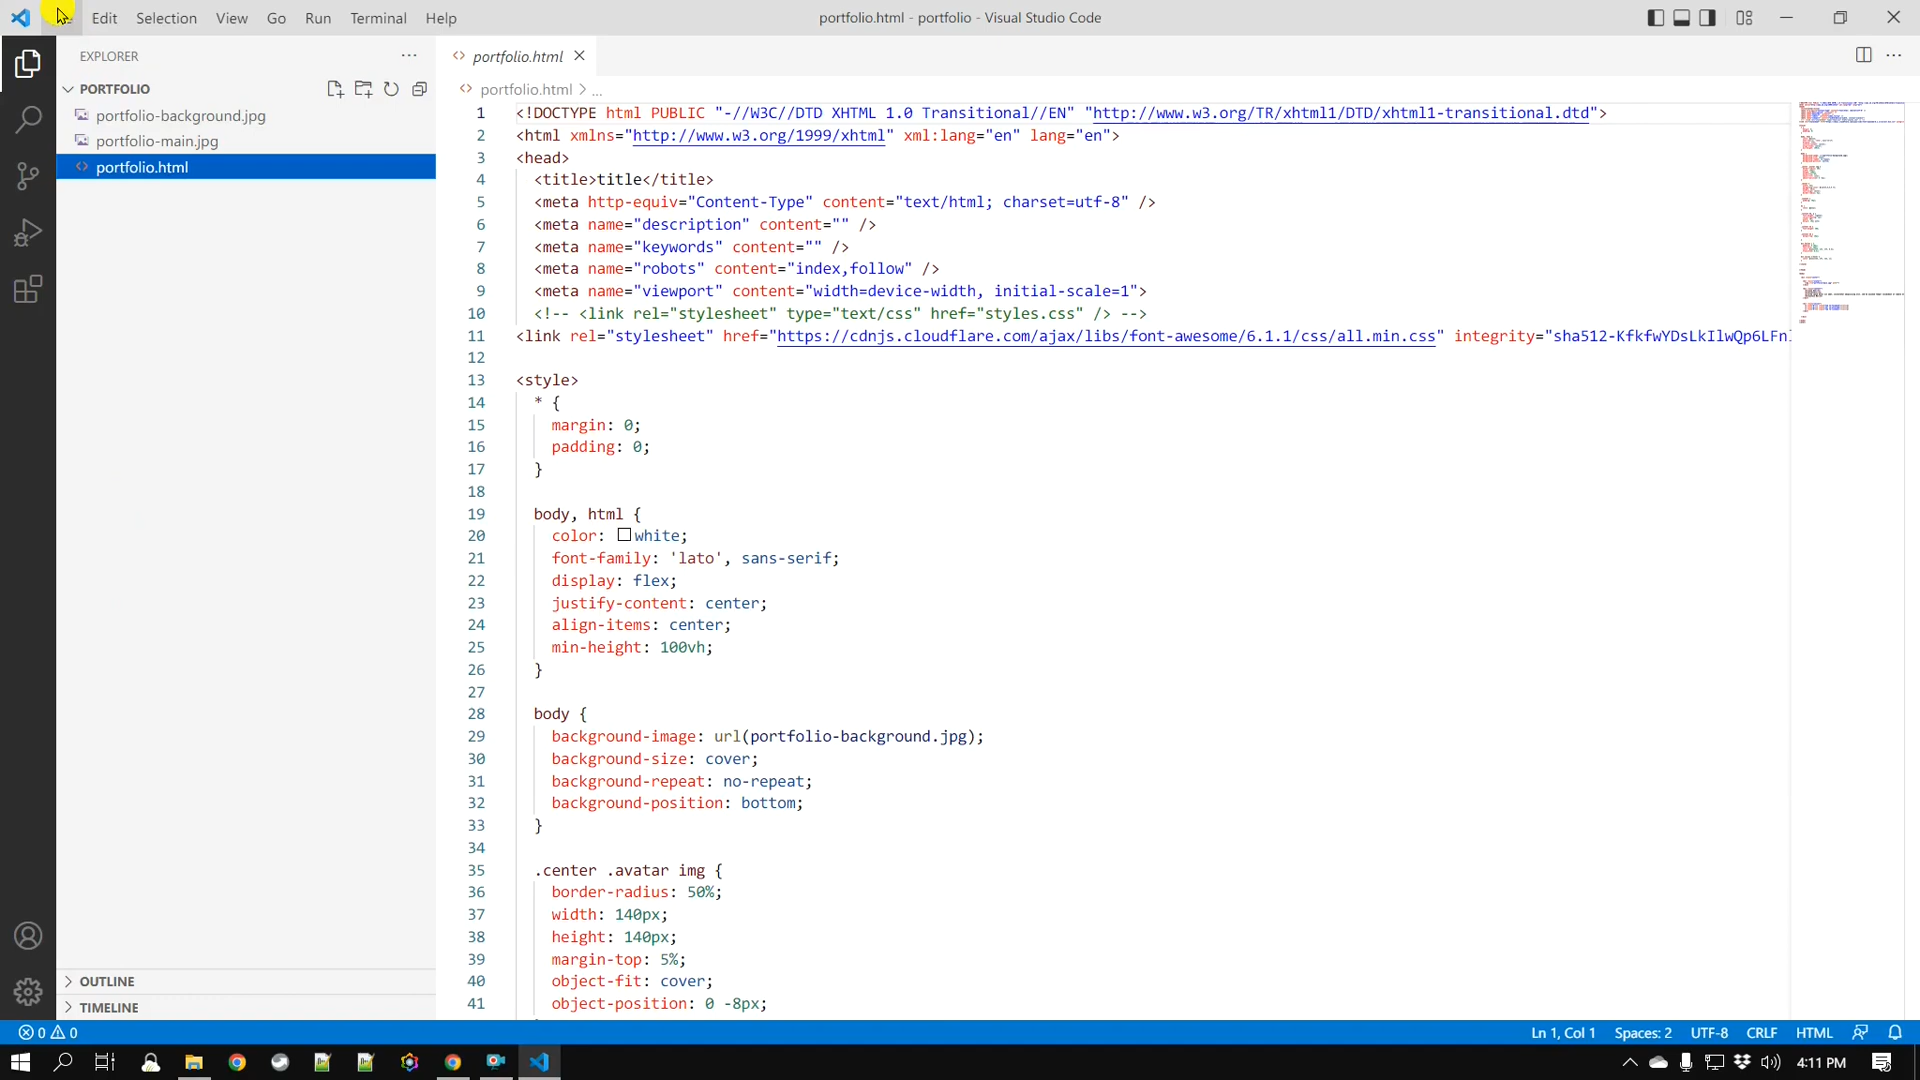 Edit Selection View Go Run Terminal Help
portfolio.html - portfolio - Visual Studio Code
EXPLORER
PORTFOLIO
portfolio-background.jpg
portfolio-main.jpg
portfolio.html
OUTLINE
TIMELINE
portfolio.html
portfolio.html > ...
1 <!DOCTYPE html PUBLIC "-//W3C//DTD XHTML 1.0 Transitional//EN" "http://www.w3.org/TR/xhtml1/DTD/xhtml1-transitional.dtd">
2 <html xmlns="http://www.w3.org/1999/xhtml" xml:lang="en" lang="en">
3 <head>
4 <title>title</title>
5 <meta http-equiv="Content-Type" content="text/html; charset=utf-8" />
6 <meta name="description" content="" />
7 <meta name="keywords" content="" />
8 <meta name="robots" content="index,follow" />
9 <meta name="viewport" content="width=device-width, initial-scale=1">
10 <!-- <link rel="stylesheet" type="text/css" href="styles.css" /> -->
11 <link rel="stylesheet" href="https://cdnjs.cloudflare.com/ajax/libs/font-awesome/6.1.1/css/all.min.css" integrity="sha512-KfkfwYDsLkIlwQp6LFn
12
13 <style>
14 * {
15 margin: 0;
16 padding: 0;
17 }
18
19 body, html {
20 color: white;
21 font-family: 'lato', sans-serif;
22 display: flex;
23 justify-content: center;
24 align-items: center;
25 min-height: 100vh;
26 }
27
28 body {
29 background-image: url(portfolio-background.jpg);
30 background-size: cover;
31 background-repeat: no-repeat;
32 background-position: bottom;
33 }
34
35 .center .avatar img {
36 border-radius: 50%;
37 width: 140px;
38 height: 140px;
39 margin-top: 5%;
40 object-fit: cover;
41 object-position: 0 -8px;
0 0
Ln 1, Col 1 Spaces: 2 UTF-8 CRLF HTML
4:11 PM